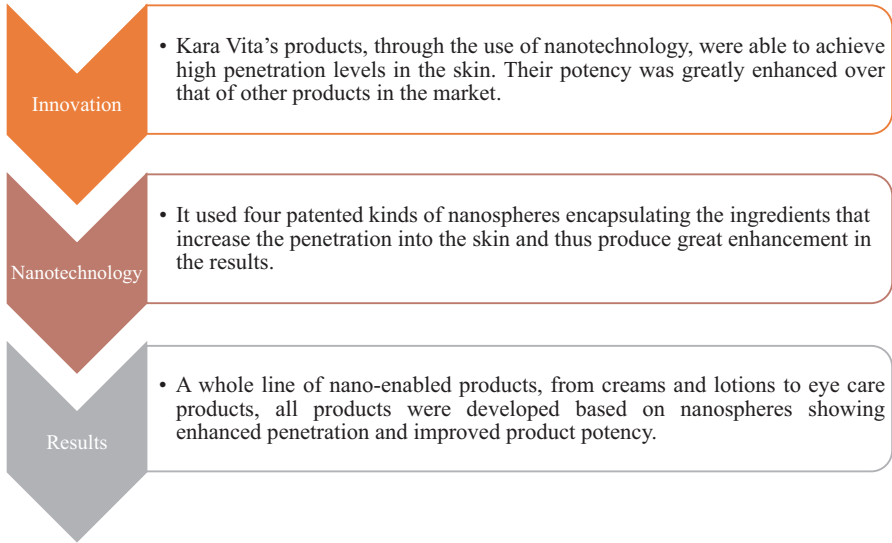 Innovation
• Kara Vita’s products, through the use of nanotechnology, were able to achieve
high penetration levels in the skin. Their potency was greatly enhanced over
that of other products in the market.
Nanotechnology
• It used four patented kinds of nanospheres encapsulating the ingredients that
increase the penetration into the skin and thus produce great enhancement in
the results.
Results
• A whole line of nano-enabled products, from creams and lotions to eye care
products, all products were developed based on nanospheres showing
enhanced penetration and improved product potency.